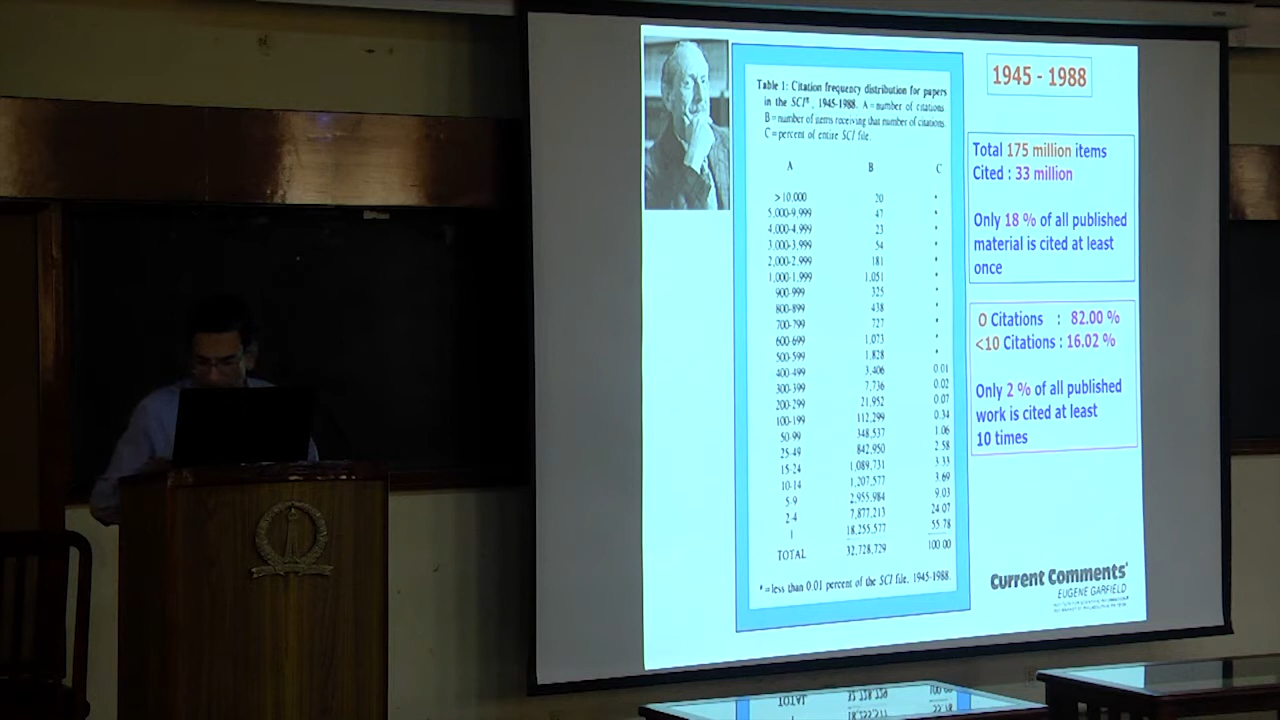 Table 1: Citation frequency distribution for papers
in the SCI®, 1945-1988. A=number of citations.
B=number of items receiving that number of citations.
C=percent of entire SCI file.
A B C
>10,000 20 *
5,000-9,999 47 *
4,000-4,999 23 *
3,000-3,999 54 *
2,000-2,999 181 *
1,000-1,999 1,051 *
900-999 325 *
800-899 438 *
700-799 727 *
600-699 1,073 *
500-599 1,828 *
400-499 3,406 0.01
300-399 7,736 0.02
200-299 21,952 0.07
100-199 112,299 0.34
50-99 348,537 1.06
25-49 842,950 2.58
15-24 1,089,731 3.33
10-14 1,207,577 3.69
5-9 2,955,984 9.03
2-4 7,877,213 24.07
1 18,255,577 55.78
TOTAL 32,728,729 100.00
*=less than 0.01 percent of the SCI file, 1945-1988.
1945 - 1988
Total 175 million items
Cited : 33 million
Only 18 % of all published
material is cited at least
once
0 Citations : 82.00 %
<10 Citations : 16.02 %
Only 2 % of all published
work is cited at least
10 times
Current Comments®
EUGENE GARFIELD